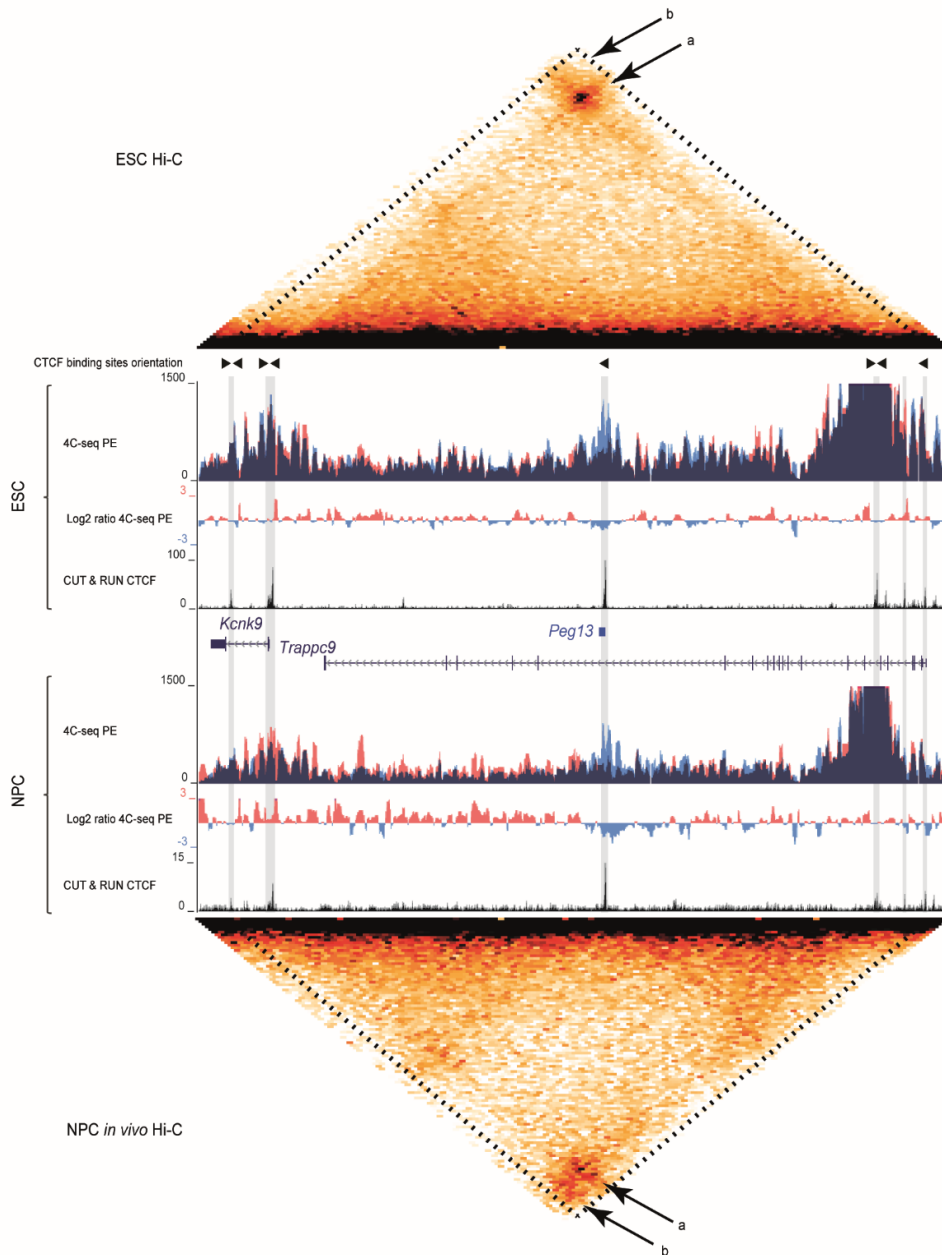 b
a
ESC Hi-C
CTCF binding sites orientation
1500
4C-seq PE
0
3
ESC
Log2 ratio 4C-seq PE
-3
100
CUT & RUN CTCF
0
Kcnk9
Trappc9
Peg13
1500
4C-seq PE
0
3
NPC
Log2 ratio 4C-seq PE
-3
15
CUT & RUN CTCF
0
NPC in vivo Hi-C
a
b